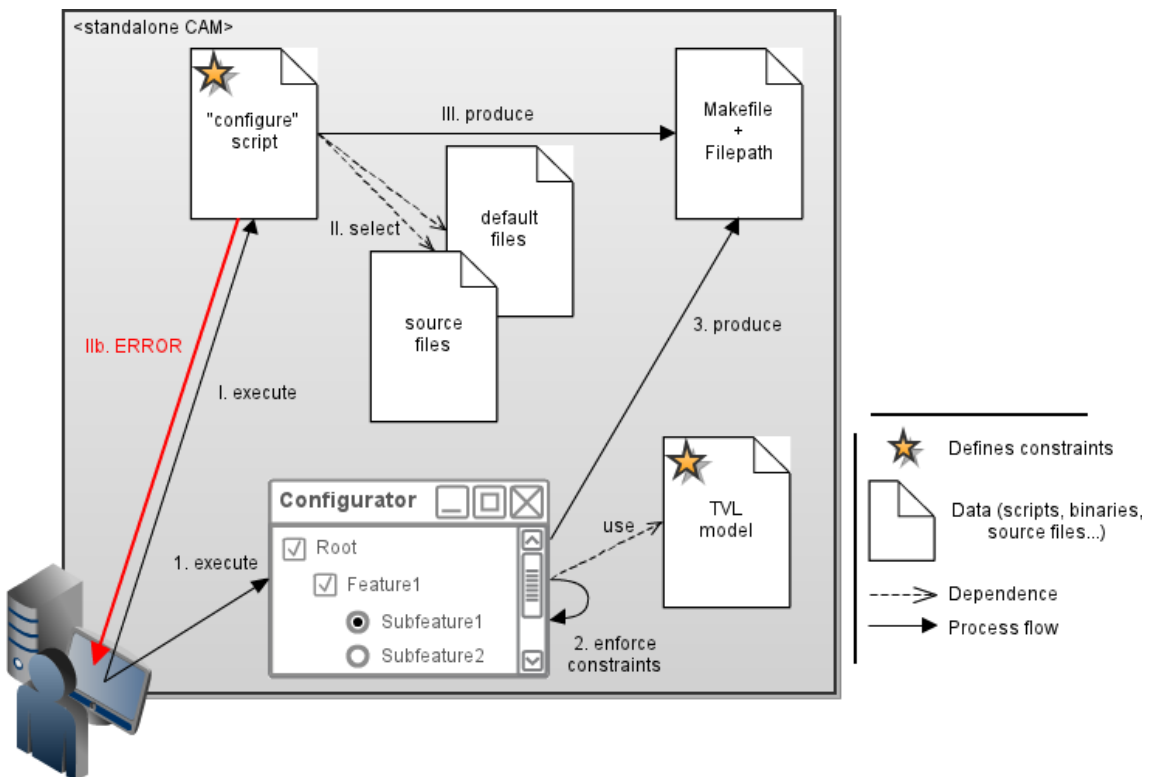 <standalone CAM>
"configure"
script
III. produce
Makefile
+
Filepath
II. select
default
files
source
files
IIb. ERROR
I. execute
3. produce
1. execute
Configurator
Root
Feature1
Subfeature1
Subfeature2
use
TVL
model
2. enforce
constraints
Defines constraints
Data (scripts, binaries,
source files...)
Dependence
Process flow